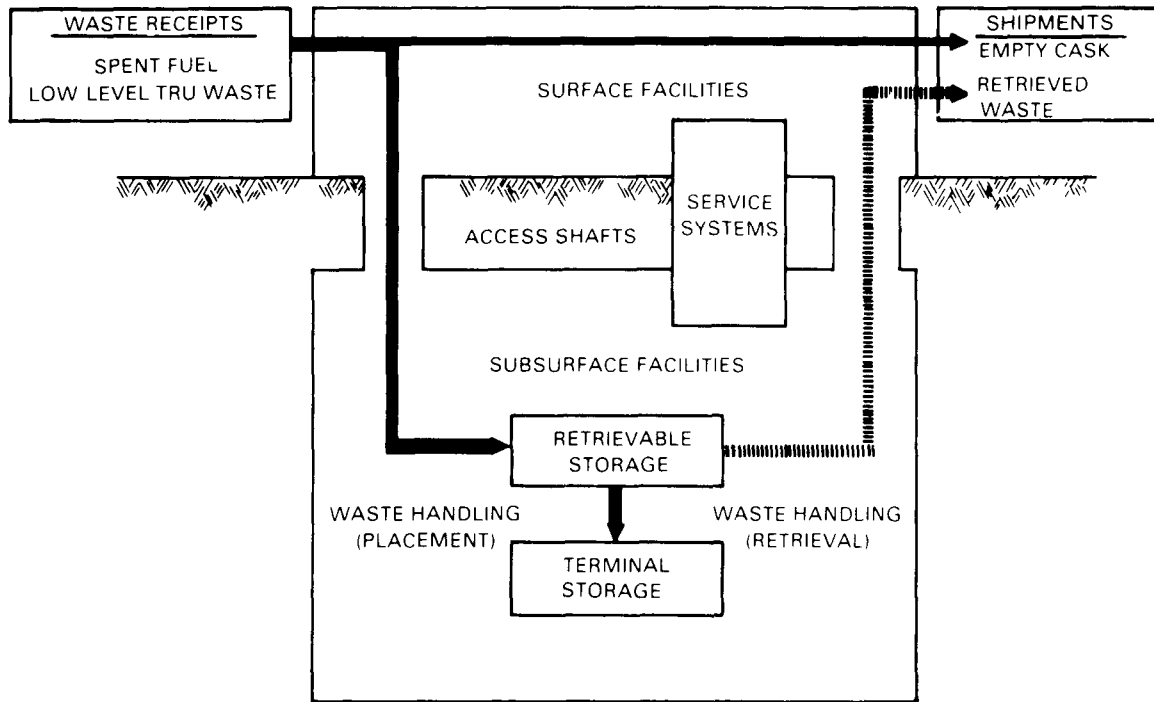 WASTE RECEIPTS
SPENT FUEL
LOW LEVEL TRU WASTE
SHIPMENTS
EMPTY CASK
RETRIEVED
WASTE
SURFACE FACILITIES
SERVICE
SYSTEMS
ACCESS SHAFTS
SUBSURFACE FACILITIES
RETRIEVABLE
STORAGE
WASTE HANDLING
(PLACEMENT)
WASTE HANDLING
(RETRIEVAL)
TERMINAL
STORAGE